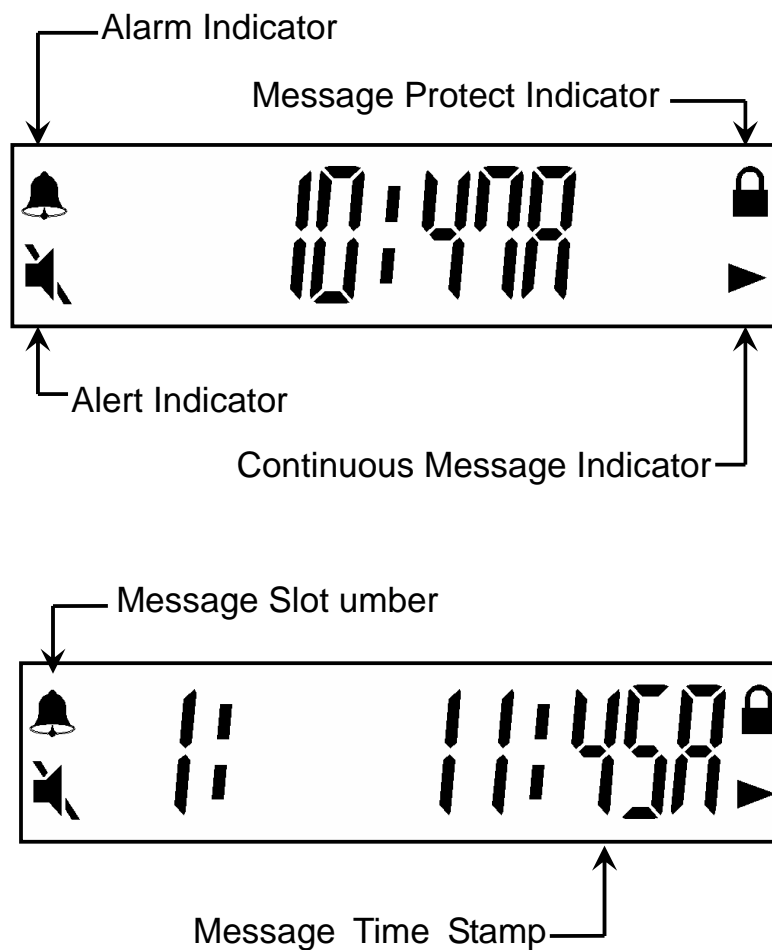 Alarm Indicator
Message Protect Indicator
10:47A
Alert Indicator
Continuous Message Indicator
Message Slot umber
1: 11:45A
Message Time Stamp